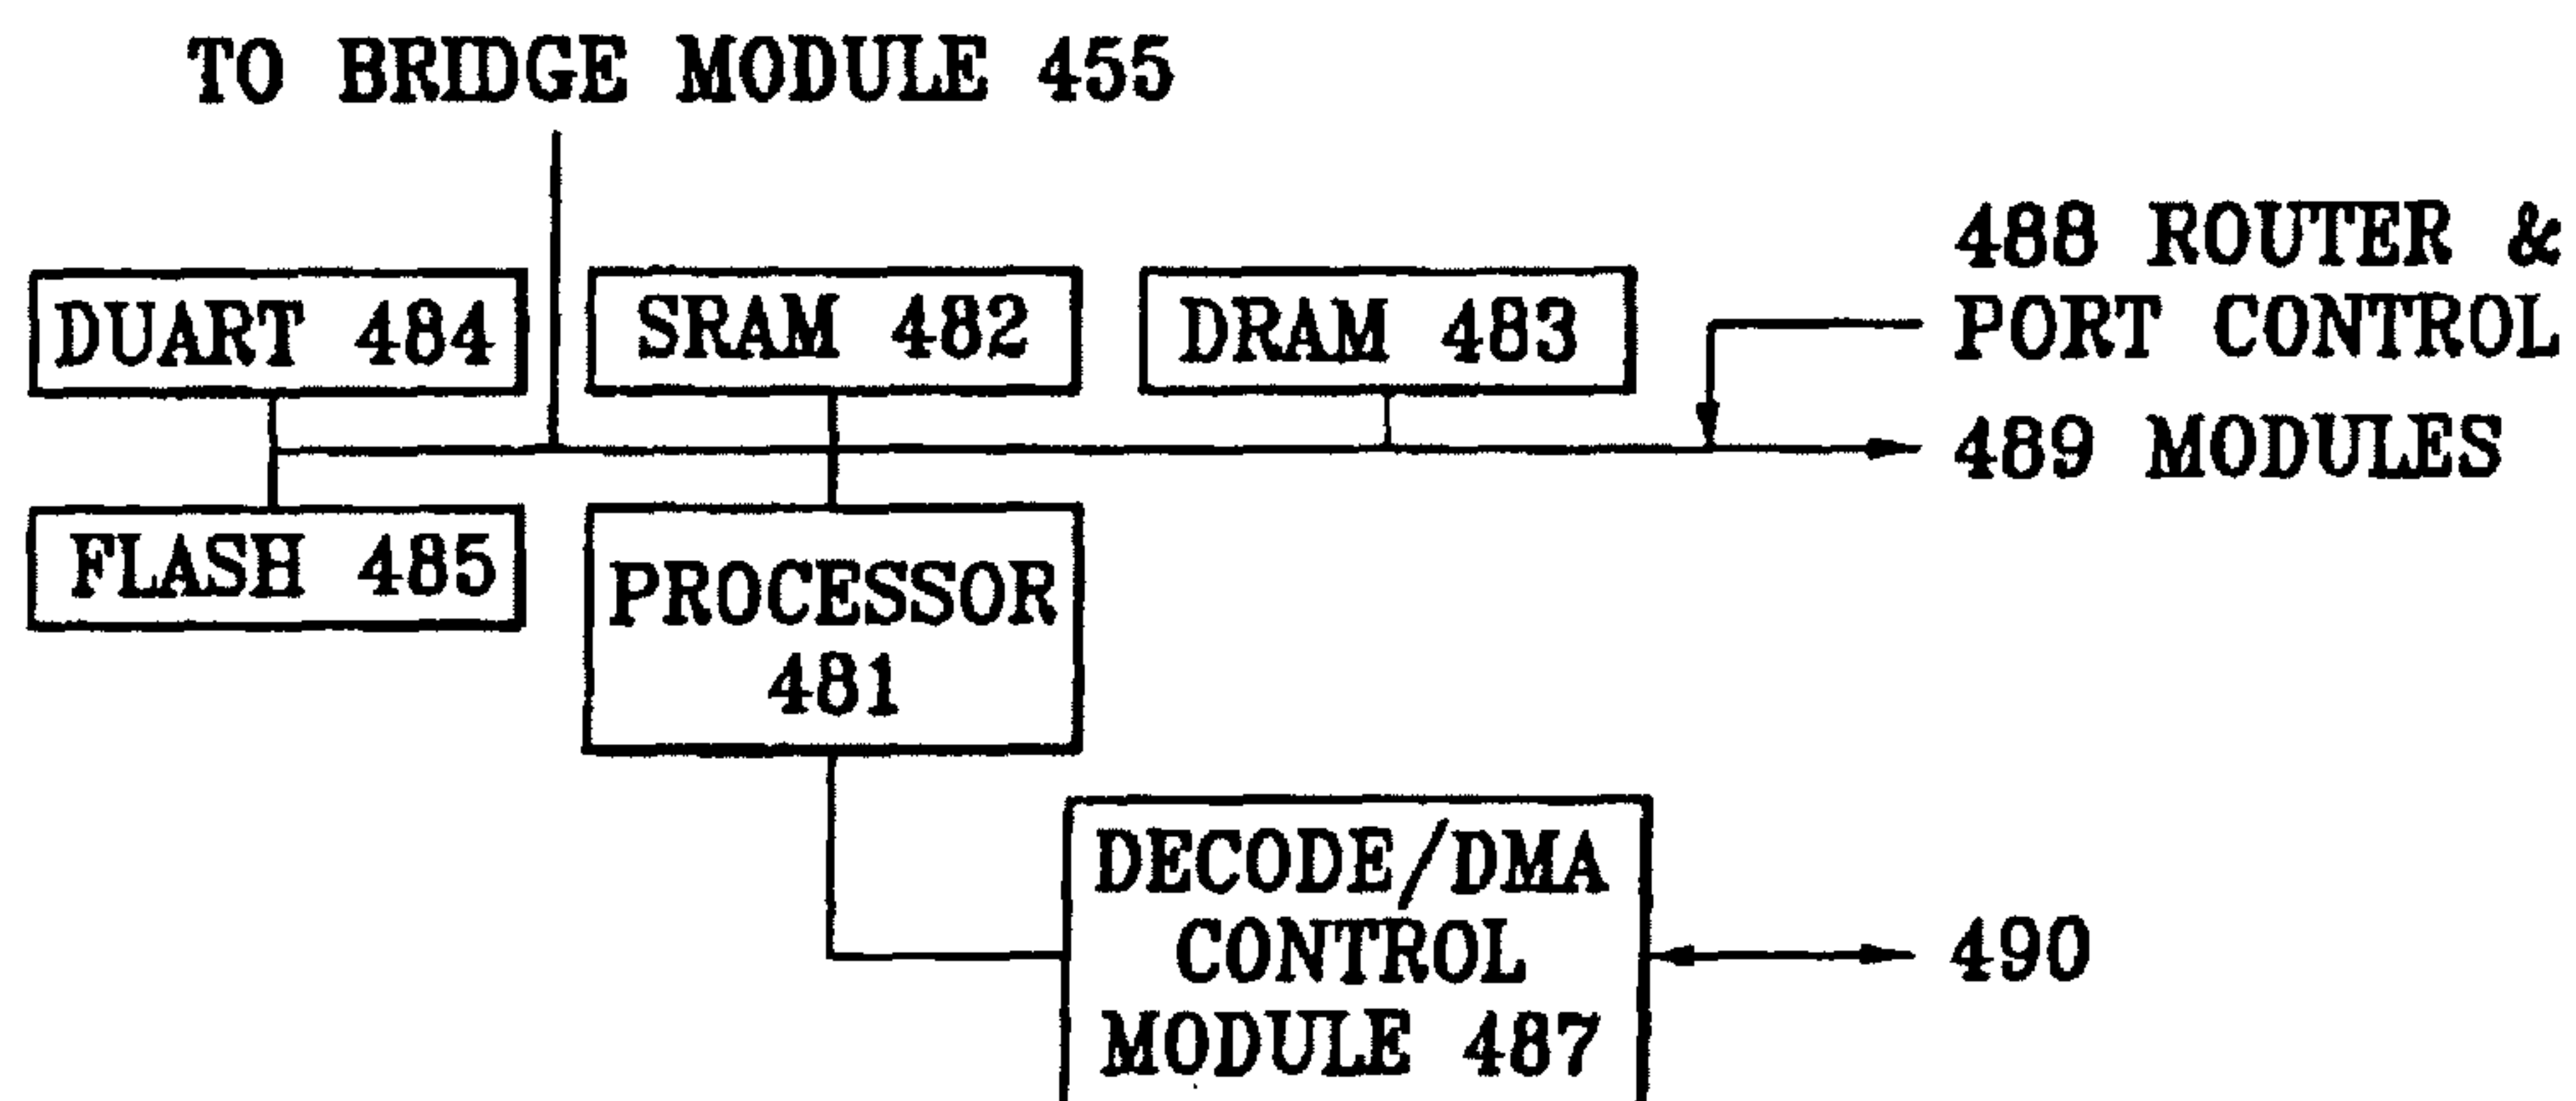 TO BRIDGE MODULE 455
DUART 484
SRAM 482
DRAM 483
488 ROUTER &
PORT CONTROL
489 MODULES
FLASH 485
PROCESSOR
481
DECODE/DMA
CONTROL
MODULE 487
490